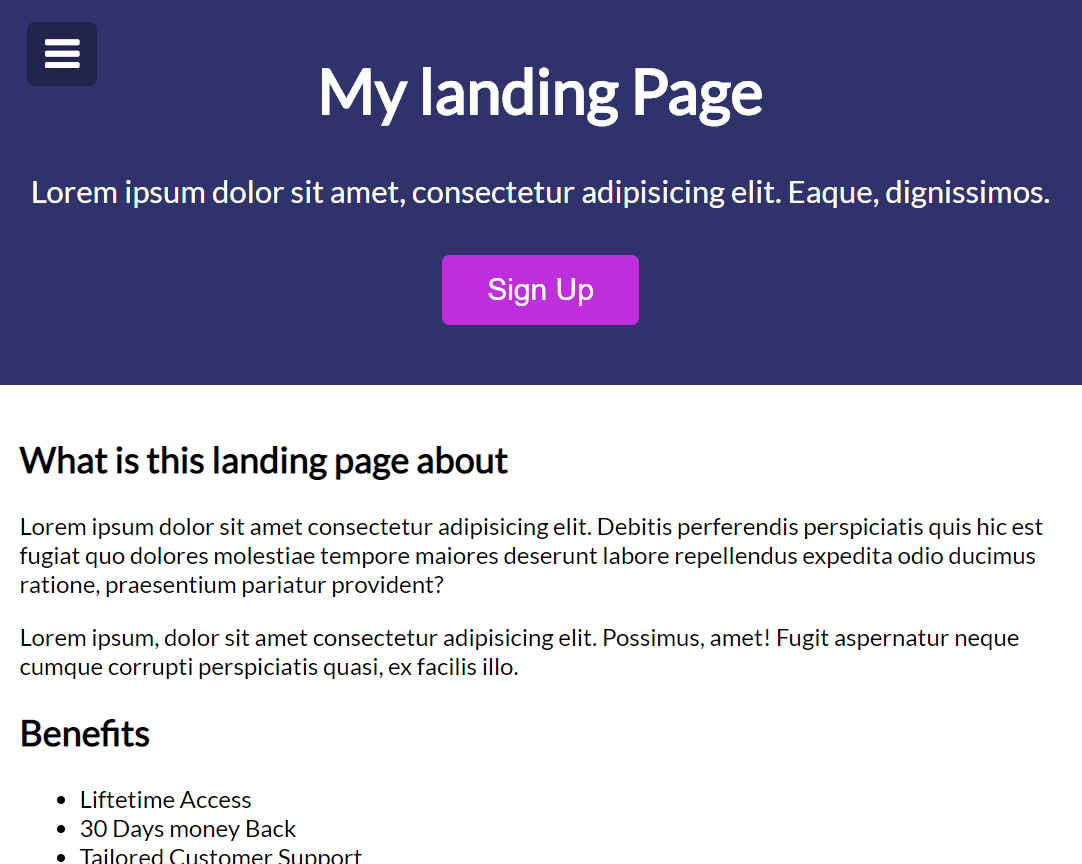 My landing Page
Lorem ipsum dolor sit amet, consectetur adipisicing elit. Eaque, dignissimos.
Sign Up
What is this landing page about
Lorem ipsum dolor sit amet consectetur adipisicing elit. Debitis perferendis perspiciatis quis hic est
fugiat quo dolores molestiae tempore maiores deserunt labore repellendus expedita odio ducimus
ratione, praesentium pariatur provident?
Lorem ipsum, dolor sit amet consectetur adipisicing elit. Possimus, amet! Fugit aspernatur neque
cumque corrupti perspiciatis quasi, ex facilis illo.
Benefits
• Liftetime Access
• 30 Days money Back
• Tailored Customer Support